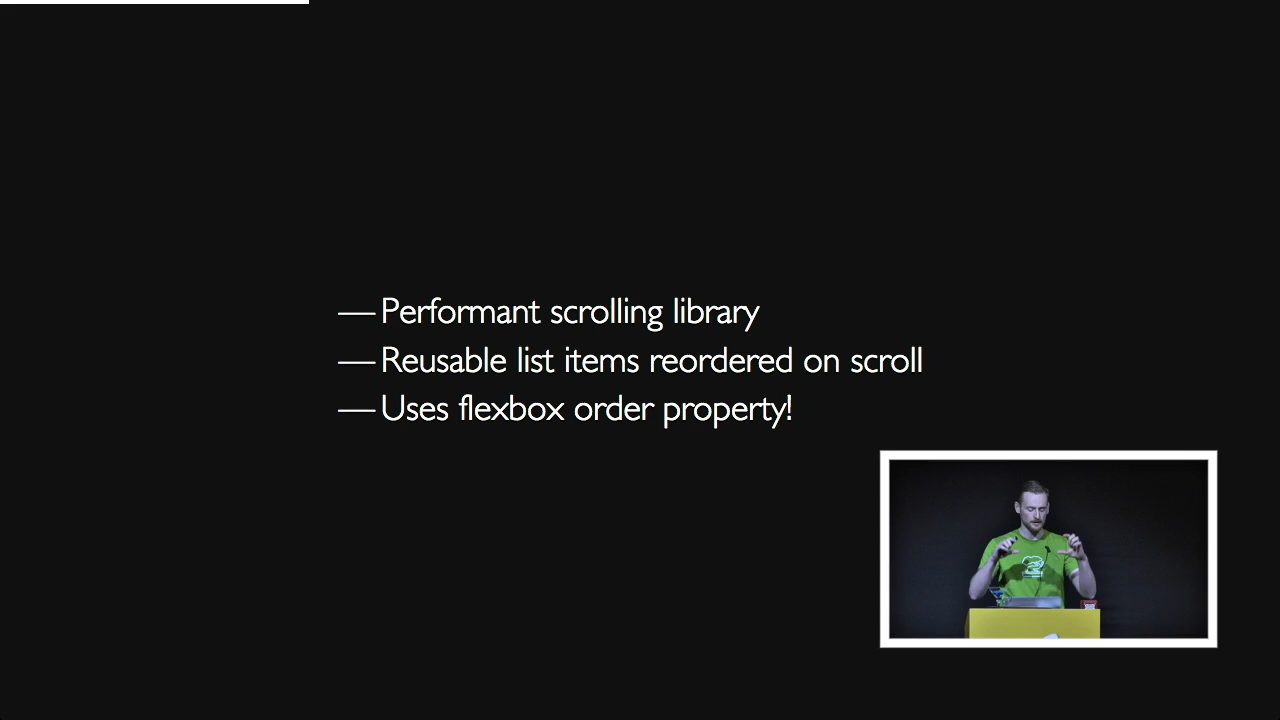 — Performant scrolling library
— Reusable list items reordered on scroll
— Uses flexbox order property!